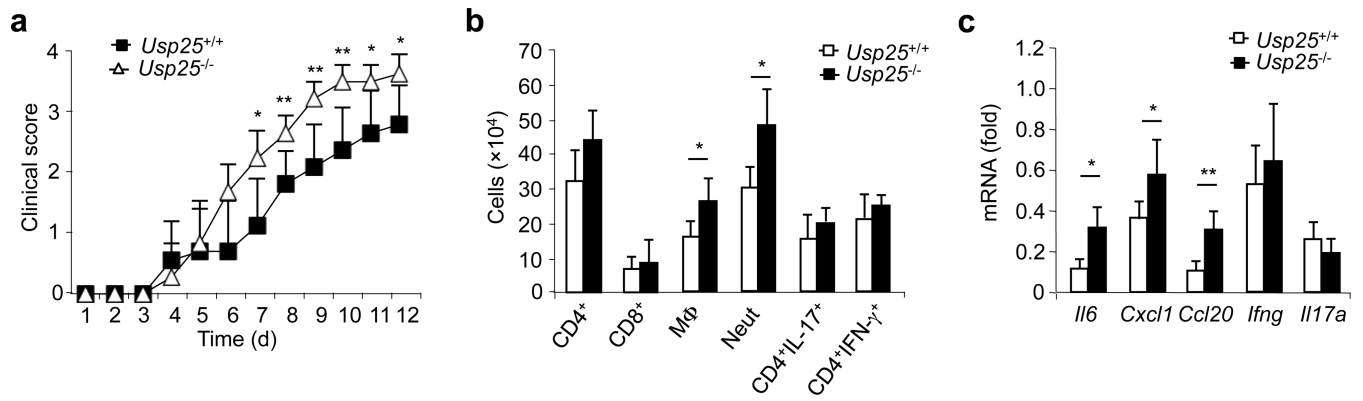 a
Usp25+/+
Usp25-/-
4
3
2
1
0
Clinical score
* ** ** ** * *
1 2 3 4 5 6 7 8 9 10 11 12
Time (d)
b
Usp25+/+
Usp25-/-
70
60
50
40
30
20
10
0
Cells (×10⁴)
* *
CD4+ CD8+ MΦ Neut CD4+IL-17+ CD4+IFN-γ+
c
Usp25+/+
Usp25-/-
1.2
1.0
0.8
0.6
0.4
0.2
0
mRNA (fold)
* * **
Il6 Cxcl1 Ccl20 Ifng Il17a